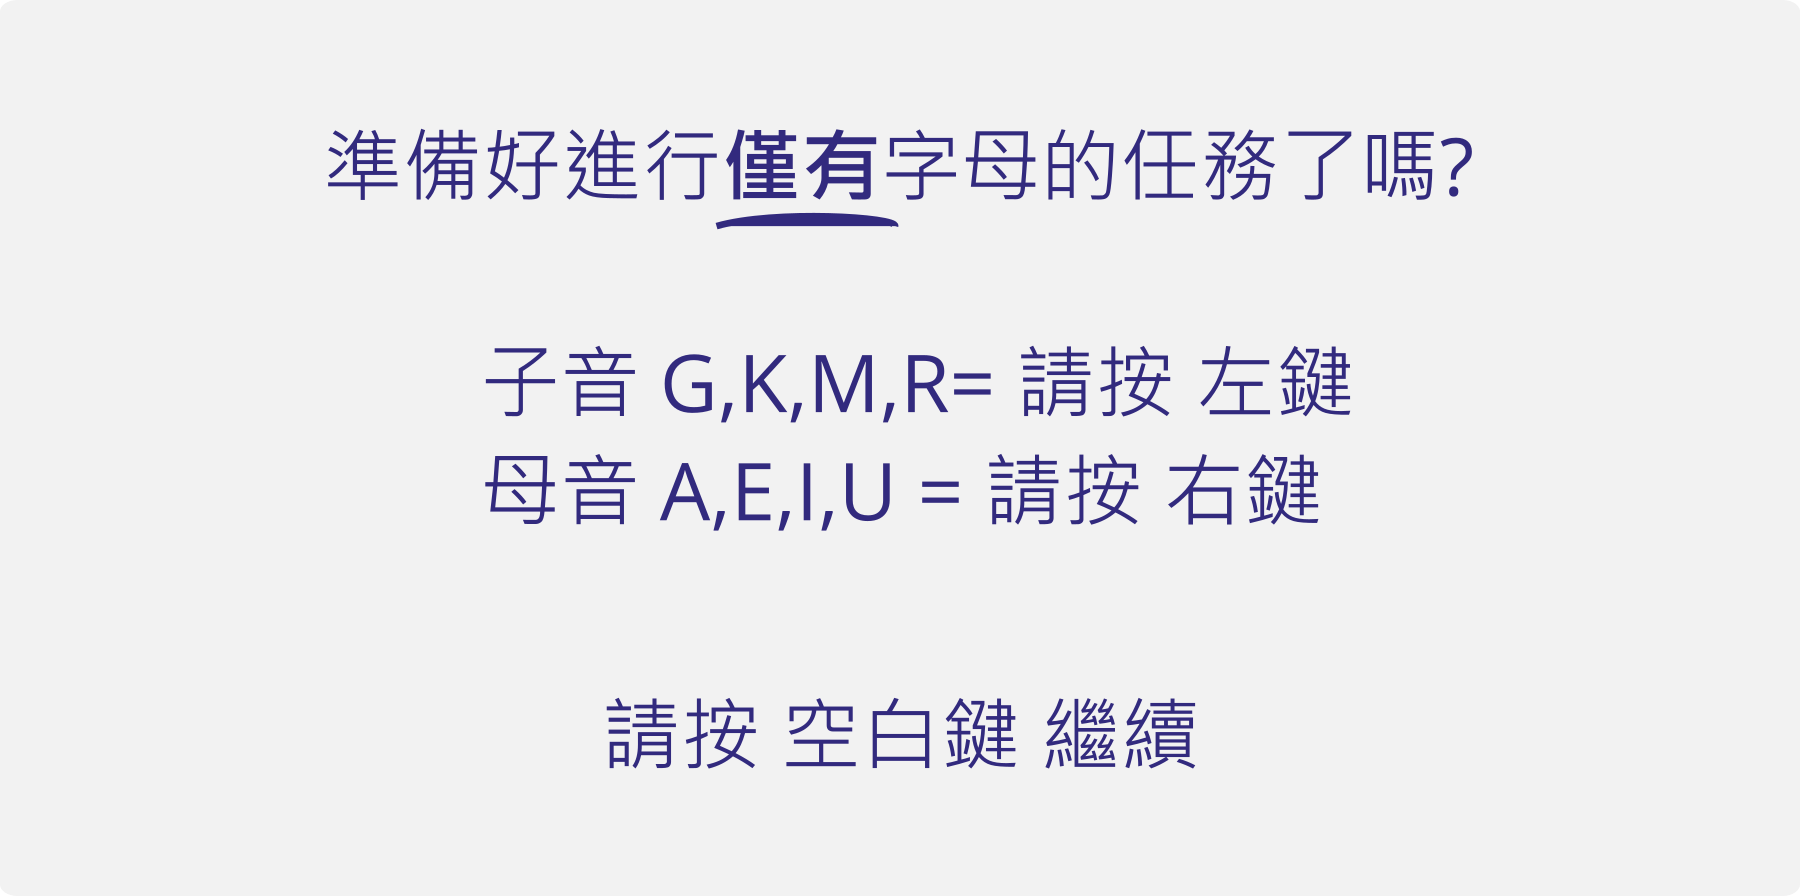 準備好進行僅有字母的任務了嗎?
子音 G,K,M,R= 請按 左鍵
母音 A,E,I,U = 請按 右鍵
請按 空白鍵 繼續